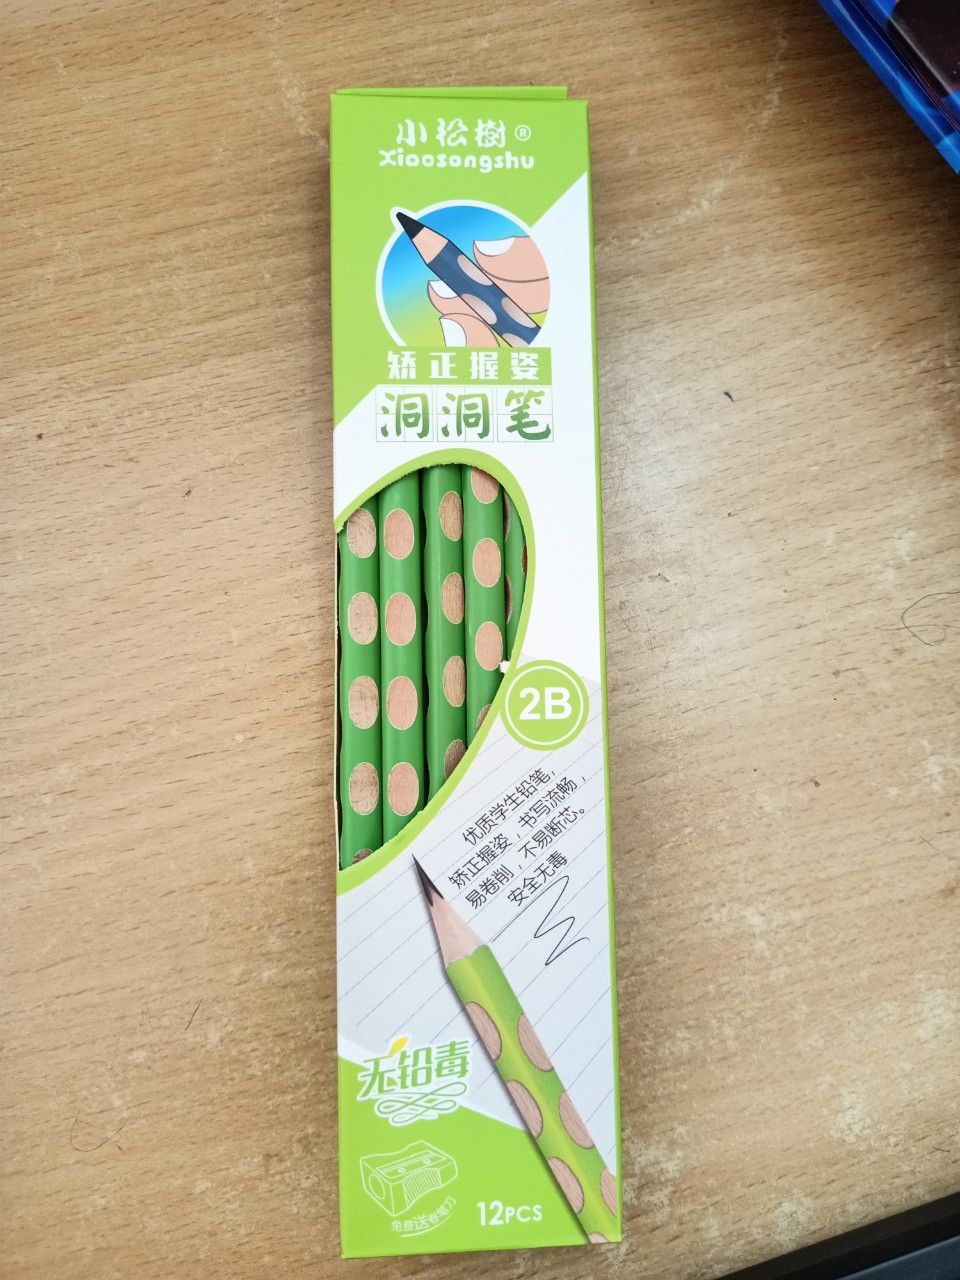 小松樹®
xiaosongshu
矫正握姿
洞洞笔
2B
优质学生铅笔,
矫正握姿，书写流畅，
易卷削，不易断芯。
安全无毒
无铅毒
免费送卷笔刀
12PCS